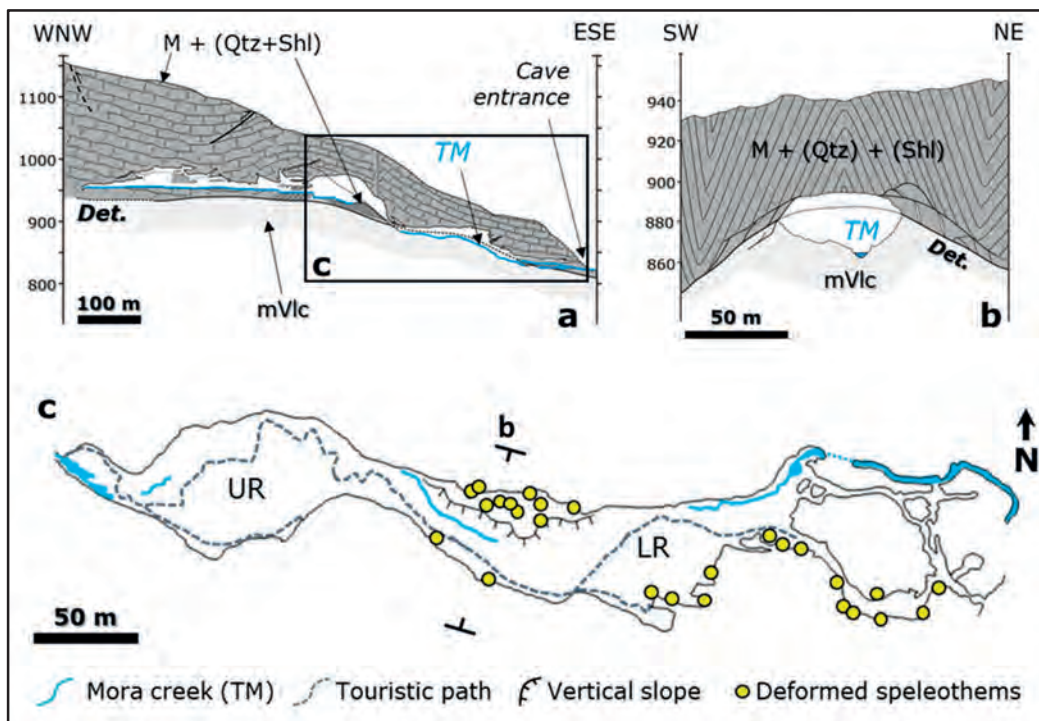 WNW
M + (Qtz+Shl)
ESE
Cave
entrance
1100
1000
900
800
TM
Det.
c
mVlc
100 m
a
SW
NE
940
920
900
880
860
M + (Qtz) + (Shl)
TM
Det.
mVlc
50 m
b
c
b
N
UR
LR
50 m
Mora creek (TM)
Touristic path
Vertical slope
Deformed speleothems